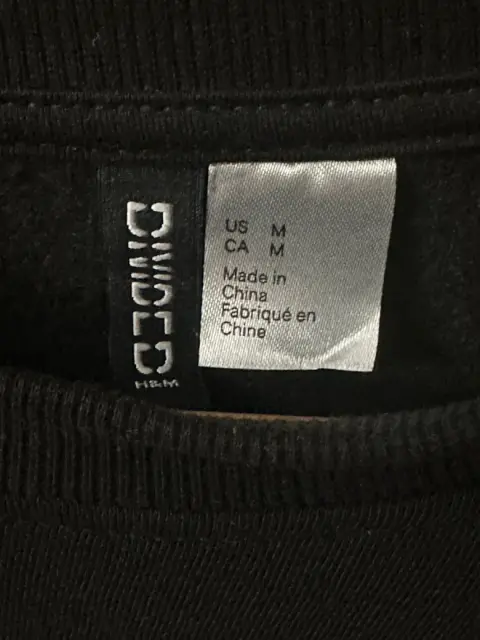 DIVIDED
H&M
US M
CA M
Made in
China
Fabriqué en
Chine